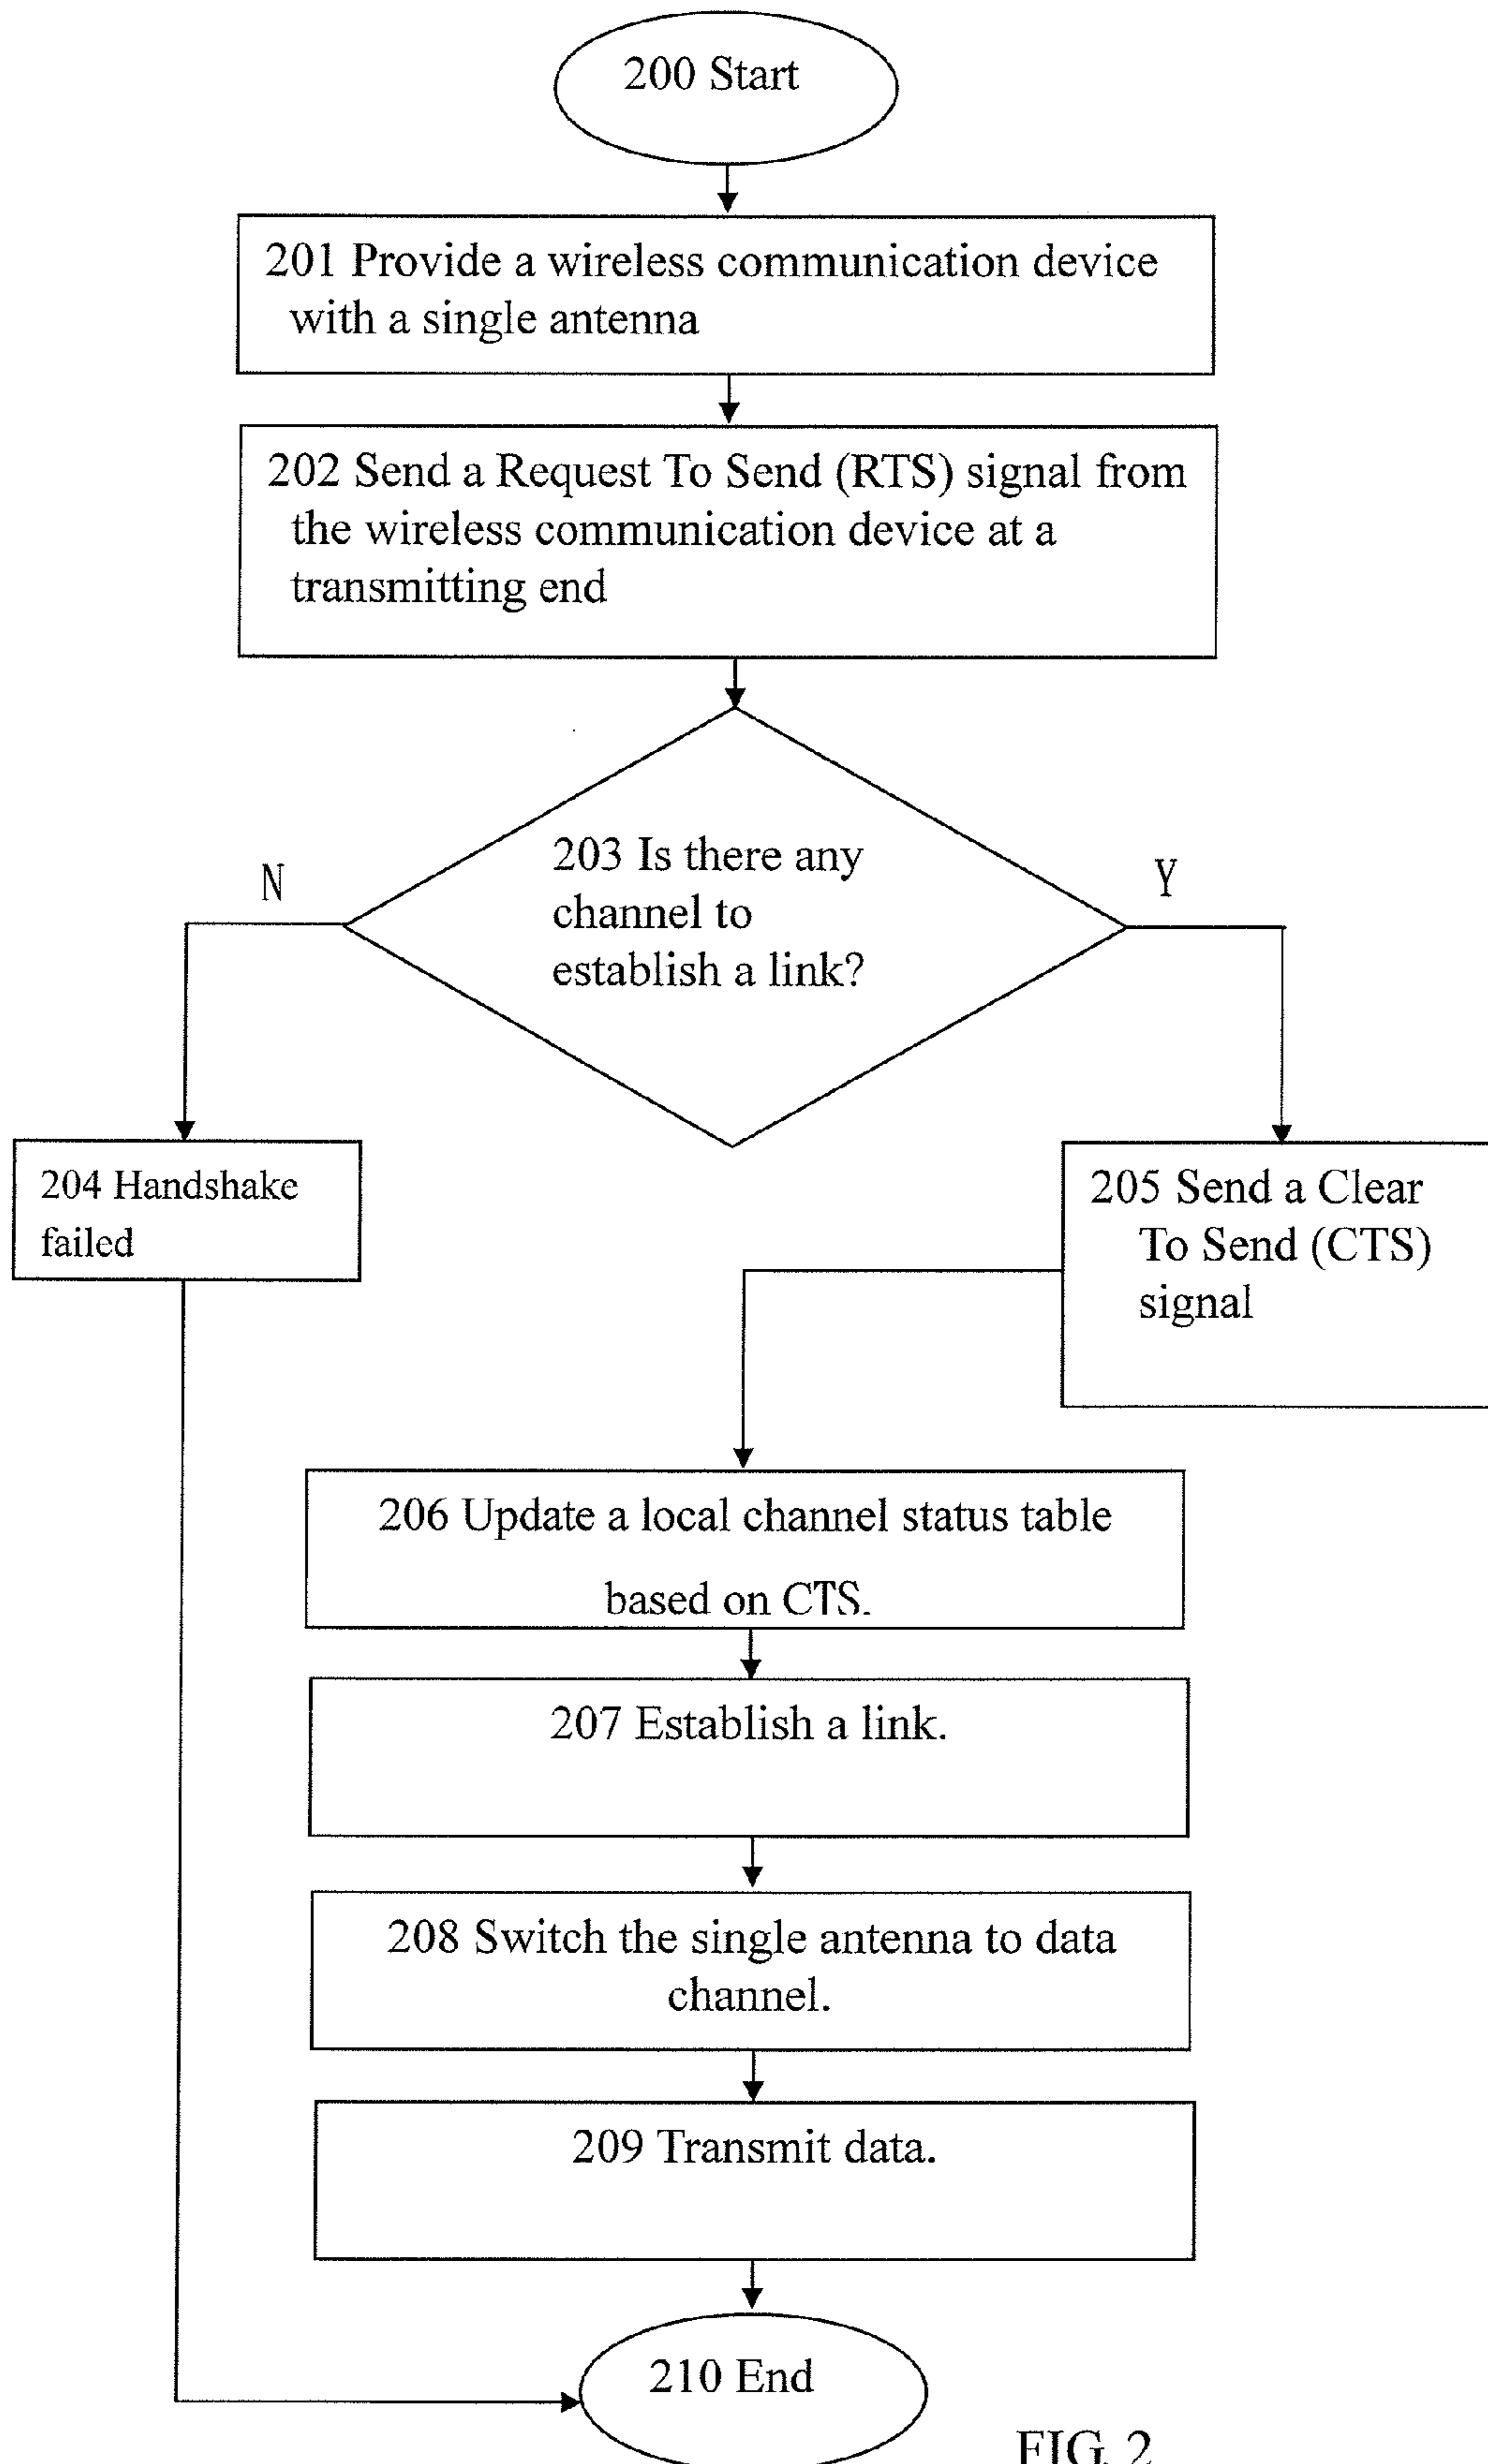 200 Start
201 Provide a wireless communication device
with a single antenna
202 Send a Request To Send (RTS) signal from
the wireless communication device at a
transmitting end
203 Is there any
channel to
establish a link?
N
Y
204 Handshake
failed
205 Send a Clear
To Send (CTS)
signal
206 Update a local channel status table
based on CTS.
207 Establish a link.
208 Switch the single antenna to data
channel.
209 Transmit data.
210 End
FIG. 2